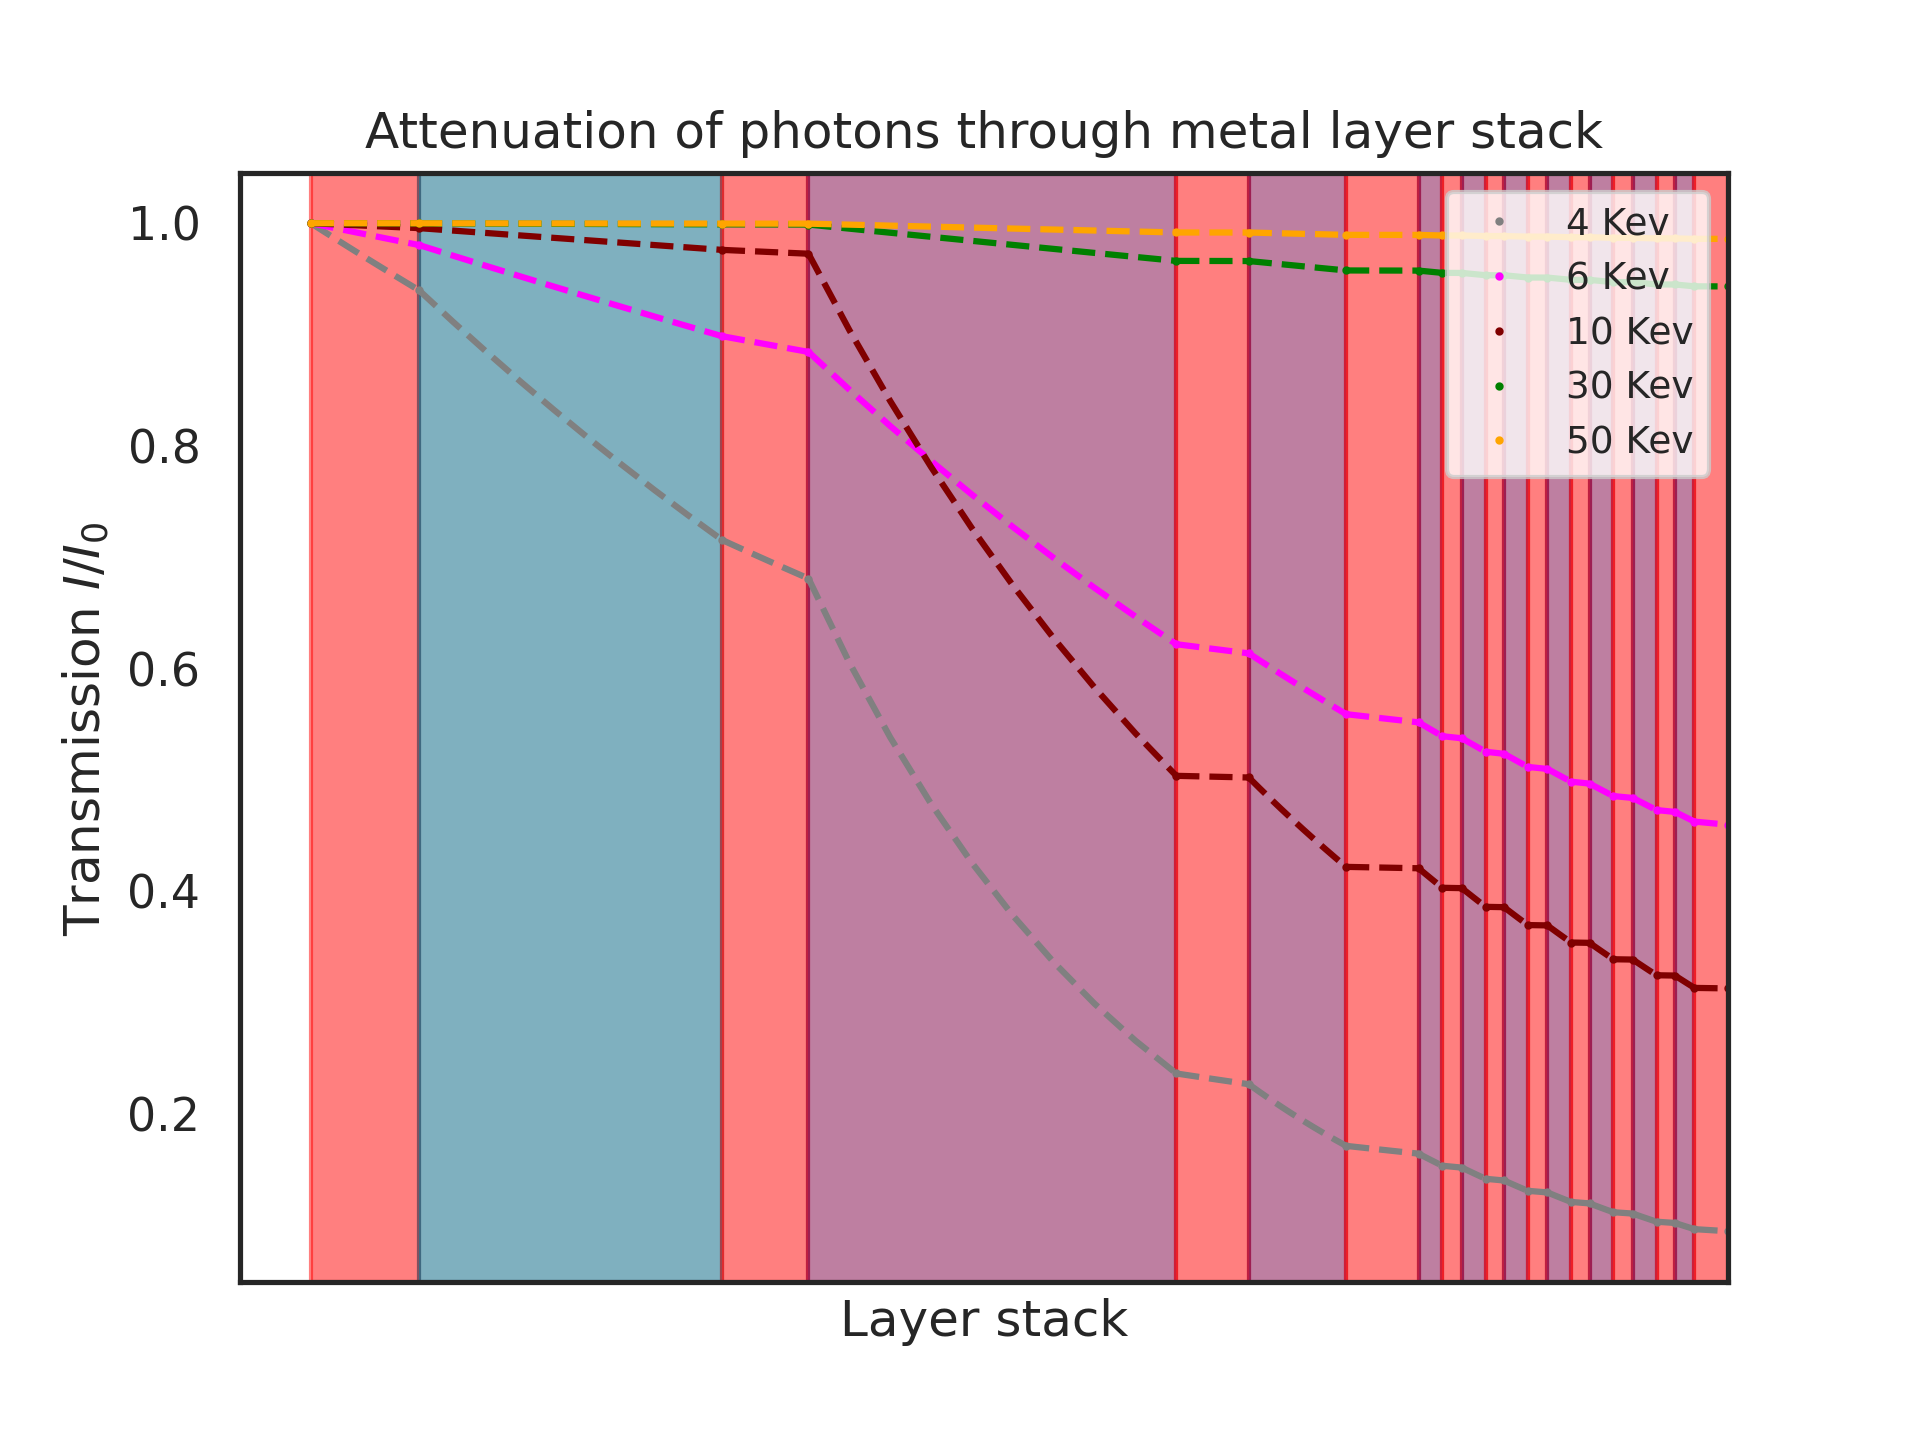 Attenuation of photons through metal layer stack
4 Kev
6 Kev
10 Kev
30 Kev
50 Kev
1.0
0.8
0.6
0.4
0.2
Transmission I/I₀
Layer stack